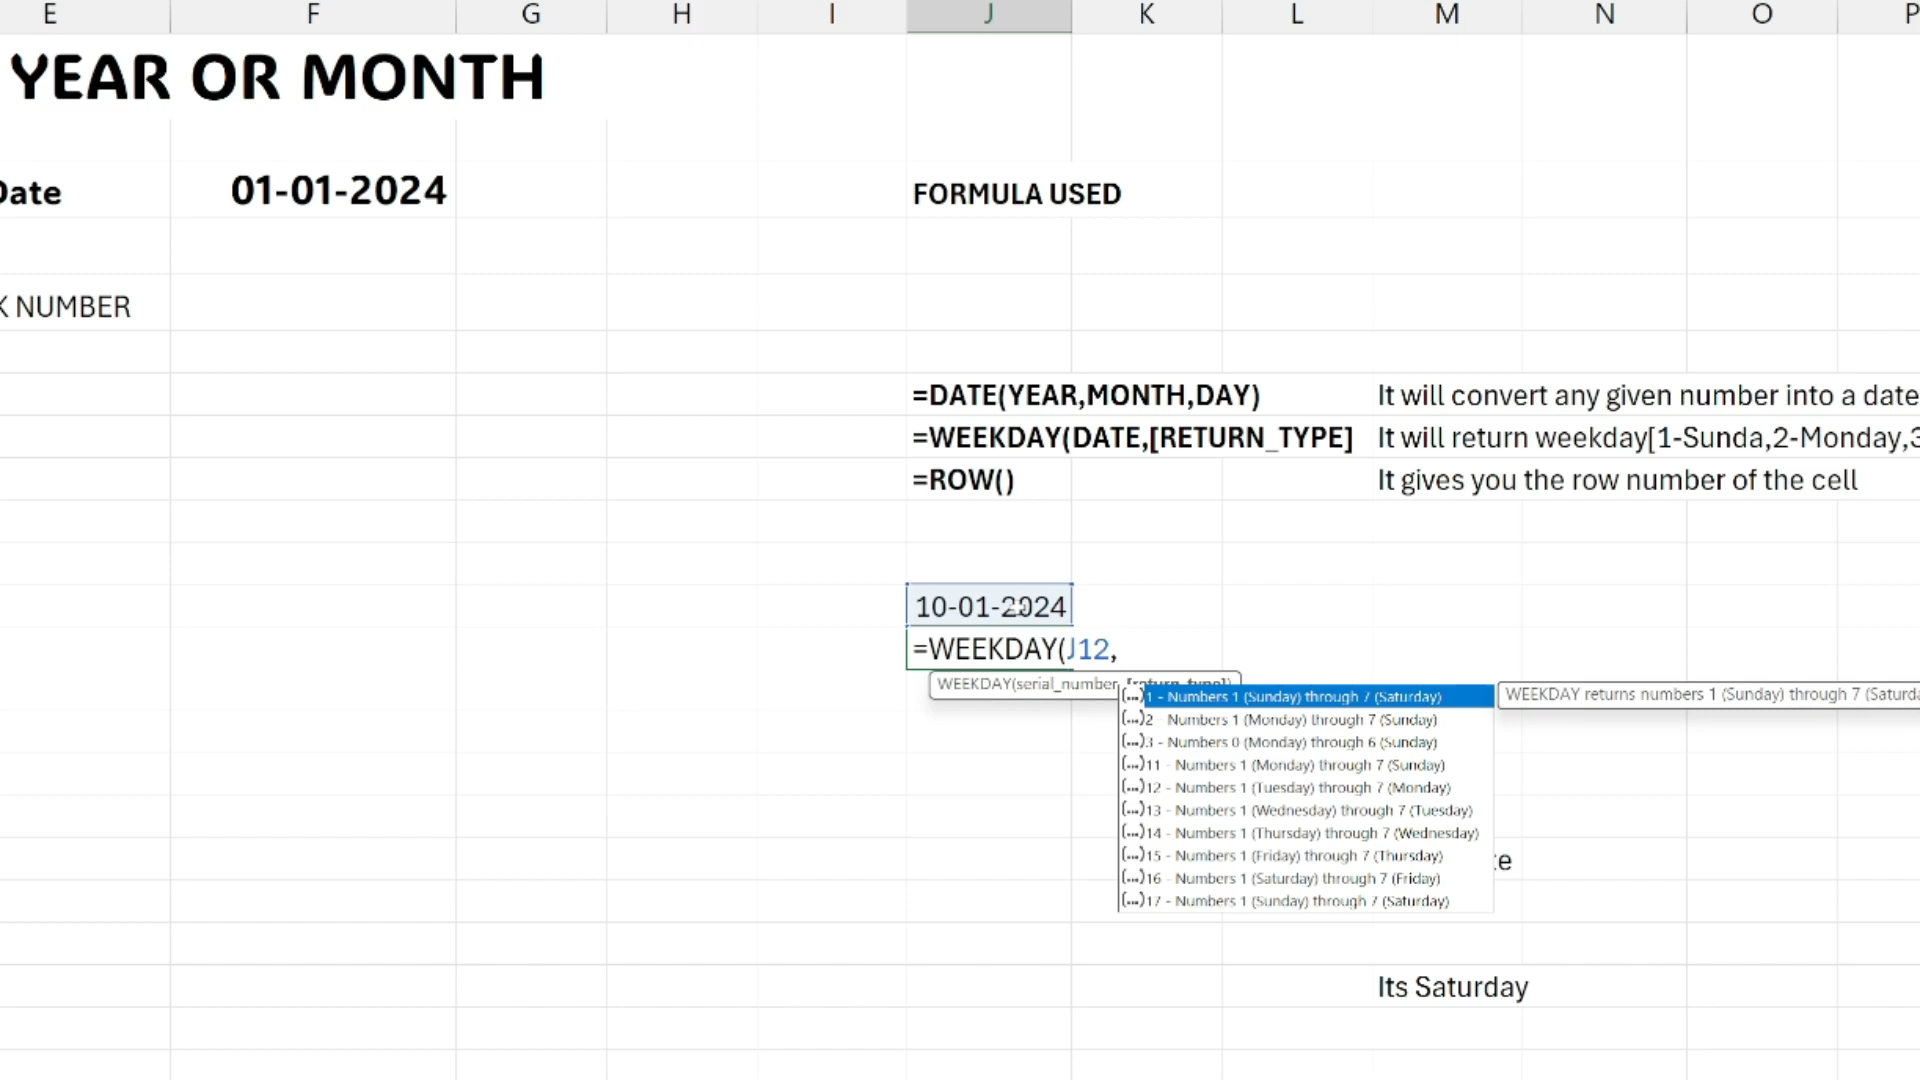 E F G H I J K L M N O P
YEAR OR MONTH
Date 01-01-2024 FORMULA USED
K NUMBER
=DATE(YEAR,MONTH,DAY) It will convert any given number into a date
=WEEKDAY(DATE,[RETURN_TYPE] It will return weekday[1-Sunda,2-Monday,3
=ROW() It gives you the row number of the cell
10-01-2024
=WEEKDAY(J12,
WEEKDAY(serial_number, [return_type])
(...)1 - Numbers 1 (Sunday) through 7 (Saturday) WEEKDAY returns numbers 1 (Sunday) through 7 (Saturda
(...)2 - Numbers 1 (Monday) through 7 (Sunday)
(...)3 - Numbers 0 (Monday) through 6 (Sunday)
(...)11 - Numbers 1 (Monday) through 7 (Sunday)
(...)12 - Numbers 1 (Tuesday) through 7 (Monday)
(...)13 - Numbers 1 (Wednesday) through 7 (Tuesday)
(...)14 - Numbers 1 (Thursday) through 7 (Wednesday)
(...)15 - Numbers 1 (Friday) through 7 (Thursday)
(...)16 - Numbers 1 (Saturday) through 7 (Friday)
(...)17 - Numbers 1 (Sunday) through 7 (Saturday)
Its Saturday